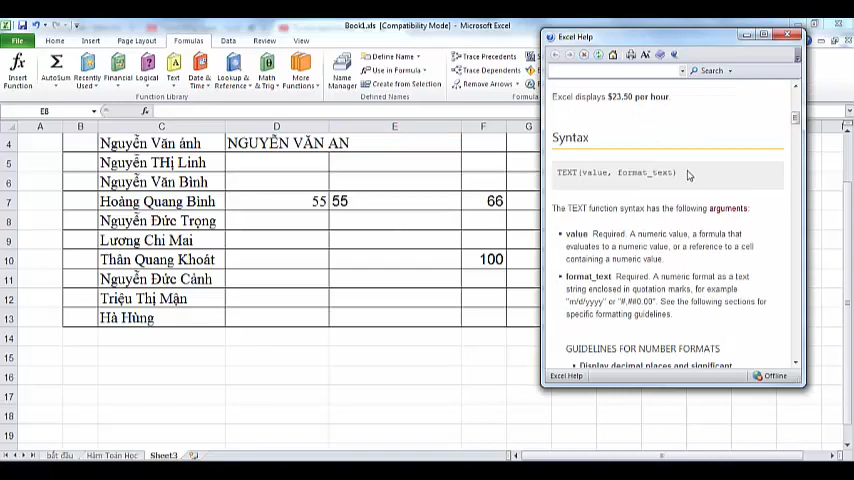 Book1.xls [Compatibility Mode] - Microsoft Excel
File Home Insert Page Layout Formulas Data Review View
Insert Function
AutoSum
Recently Used
Financial
Logical
Text
Date & Time
Lookup & Reference
Math & Trig
More Functions
Function Library
Name Manager
Define Name
Use in Formula
Create from Selection
Defined Names
Trace Precedents
Trace Dependents
Remove Arrows
E8
fx
A B C D E F G
4 Nguyễn Văn ánh NGUYỄN VĂN AN
5 Nguyễn THị Linh
6 Nguyễn Văn Bình
7 Hoàng Quang Bình 55 55 66
8 Nguyễn Đức Trọng
9 Lương Chi Mai
10 Thân Quang Khoát 100
11 Nguyễn Đức Cảnh
12 Triệu Thị Mận
13 Hà Hùng
14
15
16
17
18
19
bắt đầu Hàm Toán Học Sheet3
Excel Help
Search
Excel displays $23.50 per hour.
Syntax
TEXT(value, format_text)
The TEXT function syntax has the following arguments:
value Required. A numeric value, a formula that
evaluates to a numeric value, or a reference to a cell
containing a numeric value.
format_text Required. A numeric format as a text
string enclosed in quotation marks, for example
"m/d/yyyy" or "#,##0.00". See the following sections for
specific formatting guidelines.
GUIDELINES FOR NUMBER FORMATS
Display decimal places and significant
Excel Help
Offline